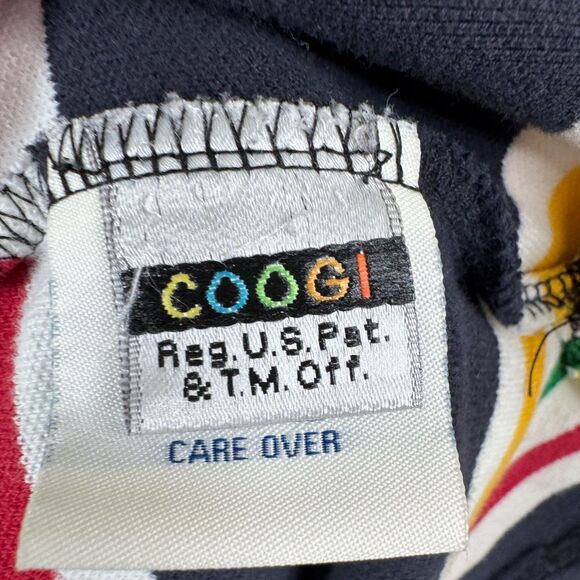 COOGI
Reg. U.S. Pat.
& T.M. Off.
CARE OVER